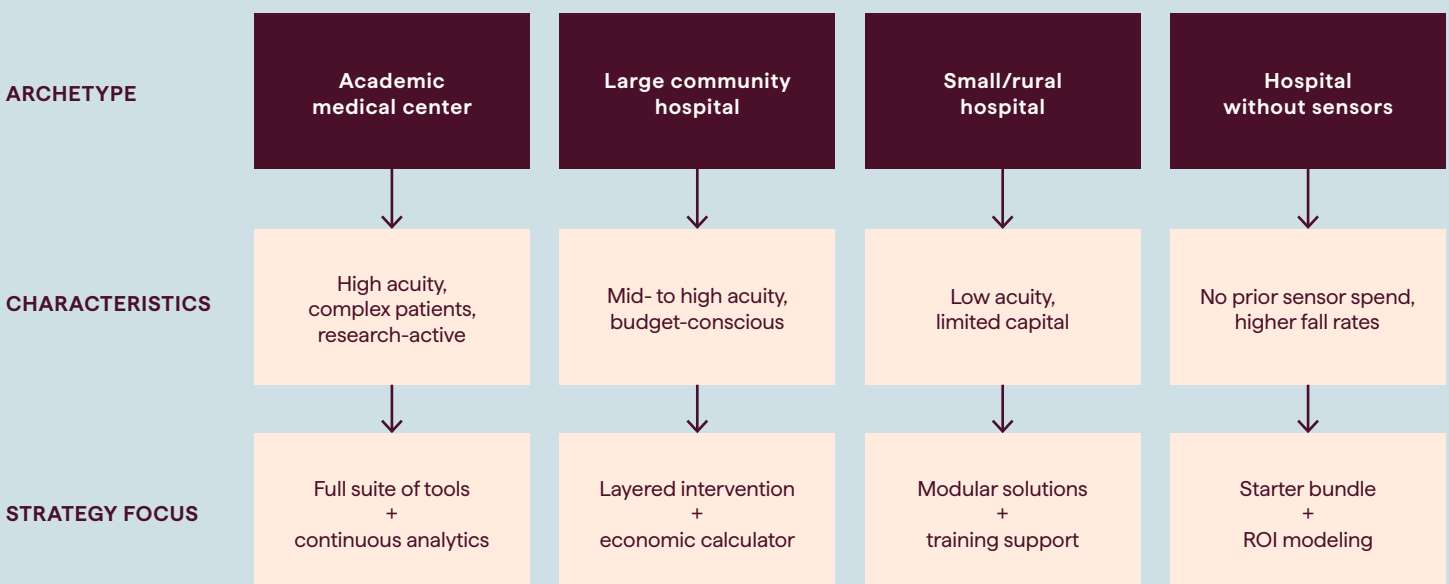 ARCHETYPE
Academic
medical center
Large community
hospital
Small/rural
hospital
Hospital
without sensors
CHARACTERISTICS
High acuity,
complex patients,
research-active
Mid- to high acuity,
budget-conscious
Low acuity,
limited capital
No prior sensor spend,
higher fall rates
STRATEGY FOCUS
Full suite of tools
+
continuous analytics
Layered intervention
+
economic calculator
Modular solutions
+
training support
Starter bundle
+
ROI modeling